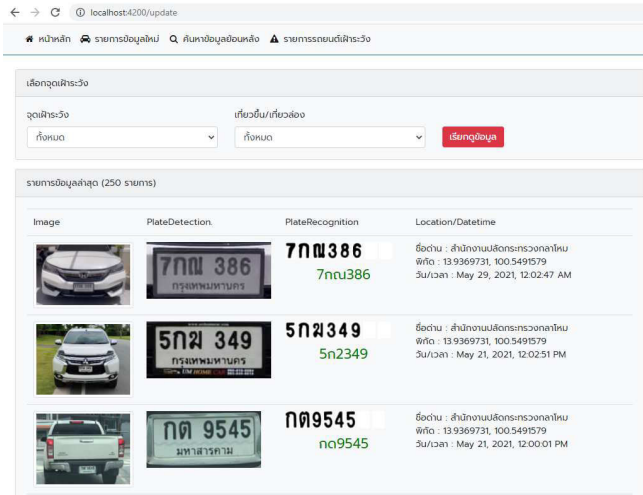 localhost:4200/update
หน้าหลัก รายการข้อมูลใหม่ ค้นหาข้อมูลย้อนหลัง รายการรถยนต์เฝ้าระวัง
เลือกจุดเฝ้าระวัง
จุดเฝ้าระวัง เที่ยวขึ้น/เที่ยวล่อง
ทั้งหมด ทั้งหมด เรียกดูข้อมูล
รายการข้อมูลล่าสุด (250 รายการ)
Image PlateDetection. PlateRecognition Location/Datetime
7กณ 386
กรุงเทพมหานคร
7กณ386
7กณ386
ชื่อด่าน : สำนักงานปลัดกระทรวงกลาโหม
พิกัด : 13.9369731, 100.5491579
วัน/เวลา : May 29, 2021, 12:02:47 AM
5กฆ 349
กรุงเทพมหานคร
5กฆ349
5ก2349
ชื่อด่าน : สำนักงานปลัดกระทรวงกลาโหม
พิกัด : 13.9369731, 100.5491579
วัน/เวลา : May 21, 2021, 12:02:51 PM
กต 9545
มหาสารคาม
กต9545
กต9545
ชื่อด่าน : สำนักงานปลัดกระทรวงกลาโหม
พิกัด : 13.9369731, 100.5491579
วัน/เวลา : May 21, 2021, 12:00:01 PM